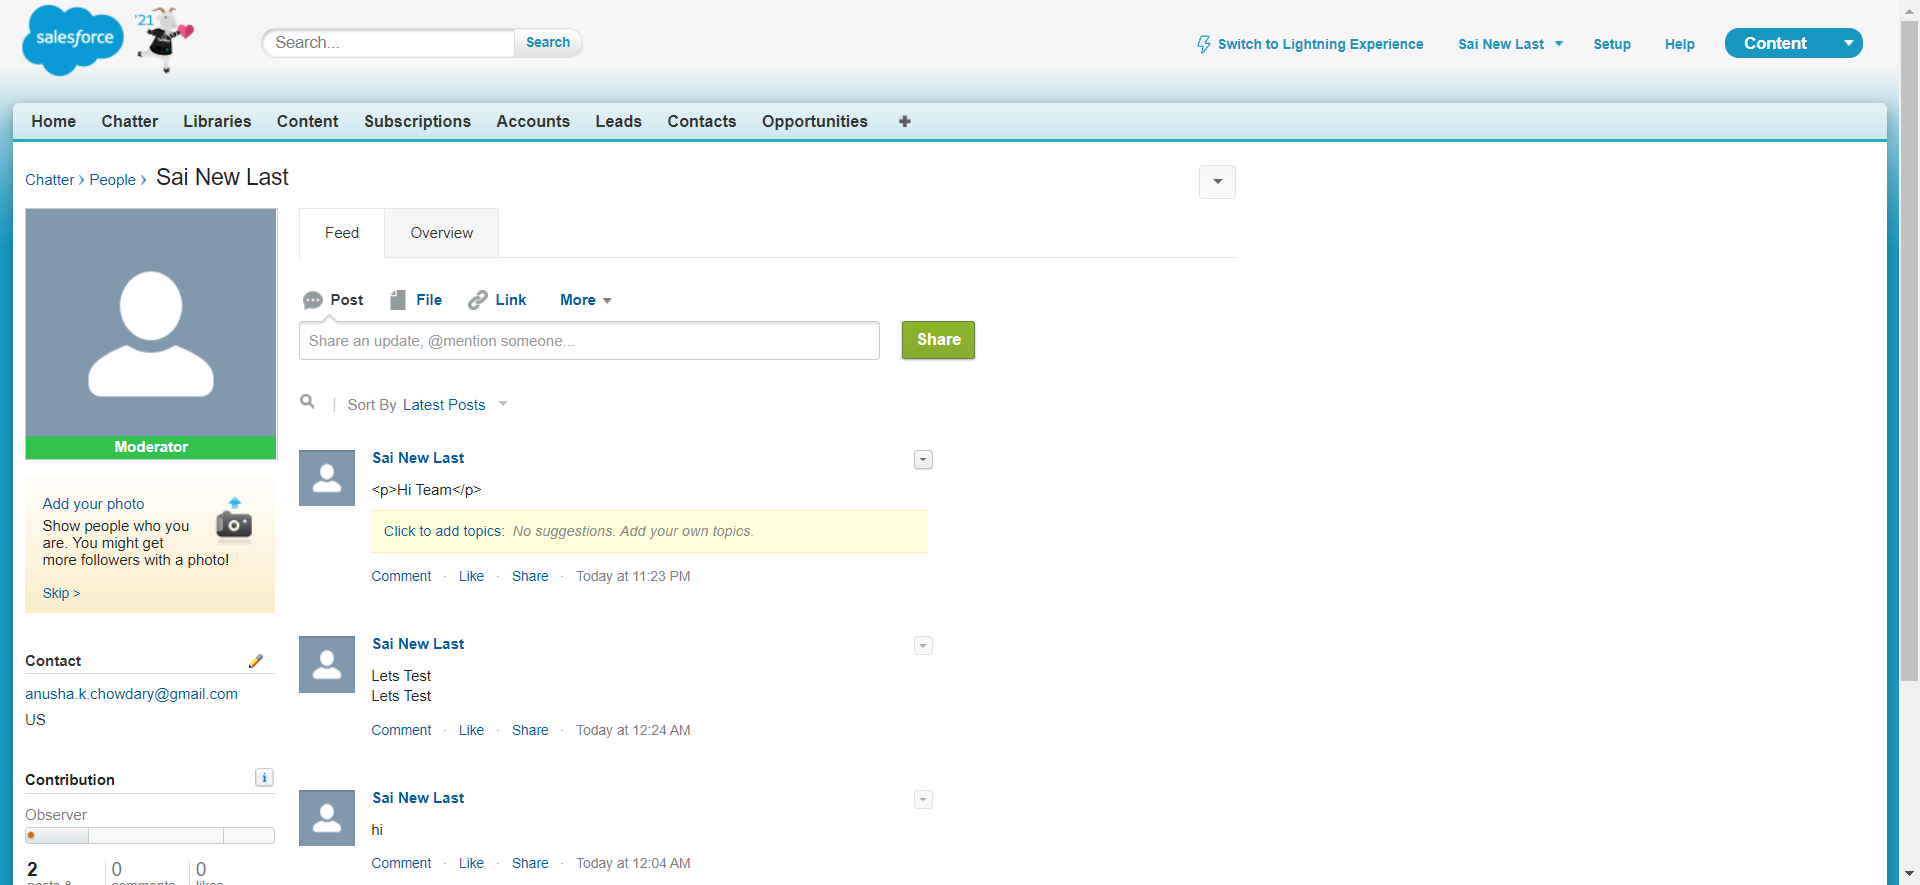 salesforce
'21
Search...
Search
Switch to Lightning Experience
Sai New Last
Setup
Help
Content
Home
Chatter
Libraries
Content
Subscriptions
Accounts
Leads
Contacts
Opportunities
Chatter › People › Sai New Last
Feed
Overview
Moderator
Add your photo
Show people who you
are. You might get
more followers with a photo!
Skip >
Contact
anusha.k.chowdary@gmail.com
US
Contribution
Observer
2
0
0
posts &
comments
likes
Post
File
Link
More
Share an update, @mention someone...
Share
| Sort By Latest Posts
Sai New Last
<p>Hi Team</p>
Click to add topics: No suggestions. Add your own topics.
Comment · Like · Share · Today at 11:23 PM
Sai New Last
Lets Test
Lets Test
Comment · Like · Share · Today at 12:24 AM
Sai New Last
hi
Comment · Like · Share · Today at 12:04 AM